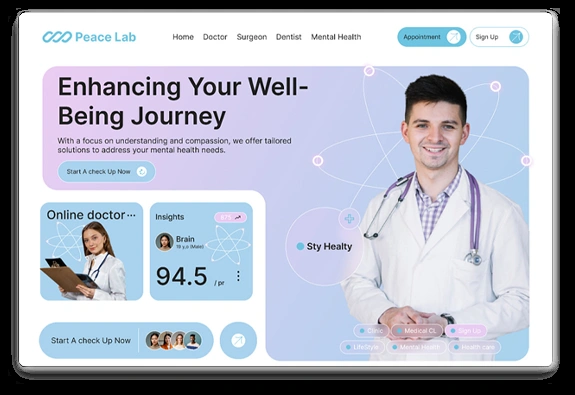 Peace Lab
Home Doctor Surgeon Dentist Mental Health
Appointment
Sign Up
Enhancing Your Well-
Being Journey
With a focus on understanding and compassion, we offer tailored
solutions to address your mental health needs.
Start A check Up Now
Online doctor...
Insights
Brain
94.5 / pr
Sty Healty
Start A check Up Now
Clinic
Medical CL
Sign Up
LifeStyle
Mental Health
Health care